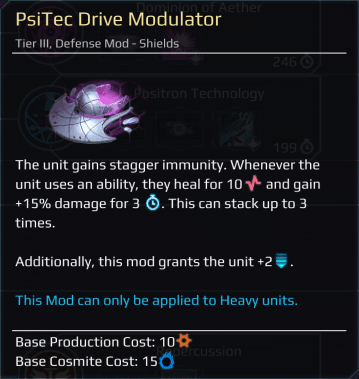 Dominion of Aether
PsiTec Drive Modulator
Tier III, Defense Mod - Shields
246
Positron Technology
199
The unit gains stagger immunity. Whenever the
unit uses an ability, they heal for 10 and gain
+15% damage for 3 . This can stack up to 3
times.
Additionally, this mod grants the unit +2 .
This Mod can only be applied to Heavy units.
Base Production Cost: 10
Repercussion
Base Cosmite Cost: 15